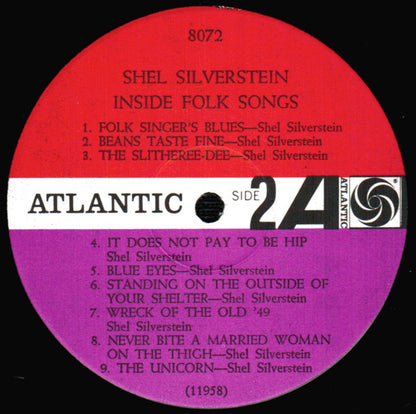 8072
SHEL SILVERSTEIN
INSIDE FOLK SONGS
1. FOLK SINGER'S BLUES—Shel Silverstein
2. BEANS TASTE FINE—Shel Silverstein
3. THE SLITHEREE-DEE—Shel Silverstein
ATLANTIC SIDE 2 A ATLANTIC
4. IT DOES NOT PAY TO BE HIP
Shel Silverstein
5. BLUE EYES—Shel Silverstein
6. STANDING ON THE OUTSIDE OF
YOUR SHELTER—Shel Silverstein
7. WRECK OF THE OLD '49
Shel Silverstein
8. NEVER BITE A MARRIED WOMAN
ON THE THIGH—Shel Silverstein
9. THE UNICORN—Shel Silverstein
(11958)